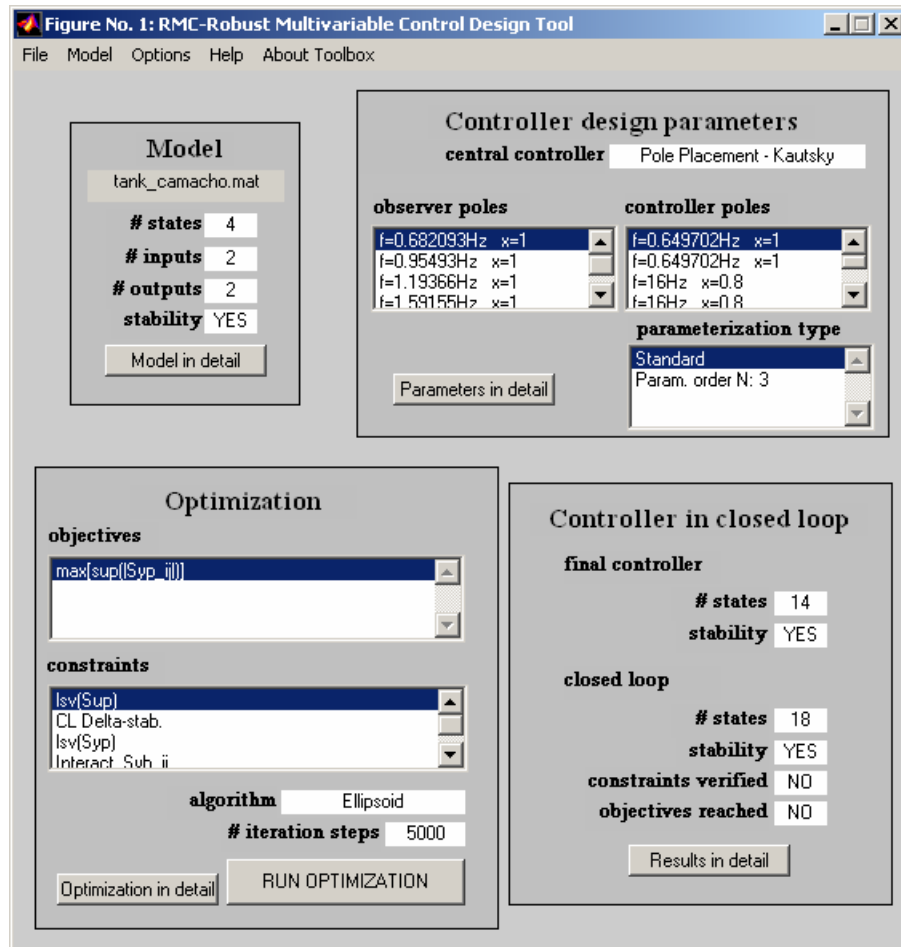 Figure No. 1: RMC-Robust Multivariable Control Design Tool
File Model Options Help About Toolbox
Model
tank_camacho.mat
# states 4
# inputs 2
# outputs 2
stability YES
Model in detail
Controller design parameters
central controller Pole Placement - Kautsky
observer poles
f=0.682093Hz x=1
f=0.95493Hz x=1
f=1.19366Hz x=1
f=1.59155Hz x=1
controller poles
f=0.649702Hz x=1
f=0.649702Hz x=1
f=16Hz x=0.8
f=16Hz x=0.8
parameterization type
Standard
Param. order N: 3
Parameters in detail
Optimization
objectives
max[sup(|Syp_ij|)]
constraints
lsv(Sup)
CL Delta-stab.
lsv(Syp)
Interact. Sub_ii
algorithm Ellipsoid
# iteration steps 5000
Optimization in detail
RUN OPTIMIZATION
Controller in closed loop
final controller
# states 14
stability YES
closed loop
# states 18
stability YES
constraints verified NO
objectives reached NO
Results in detail